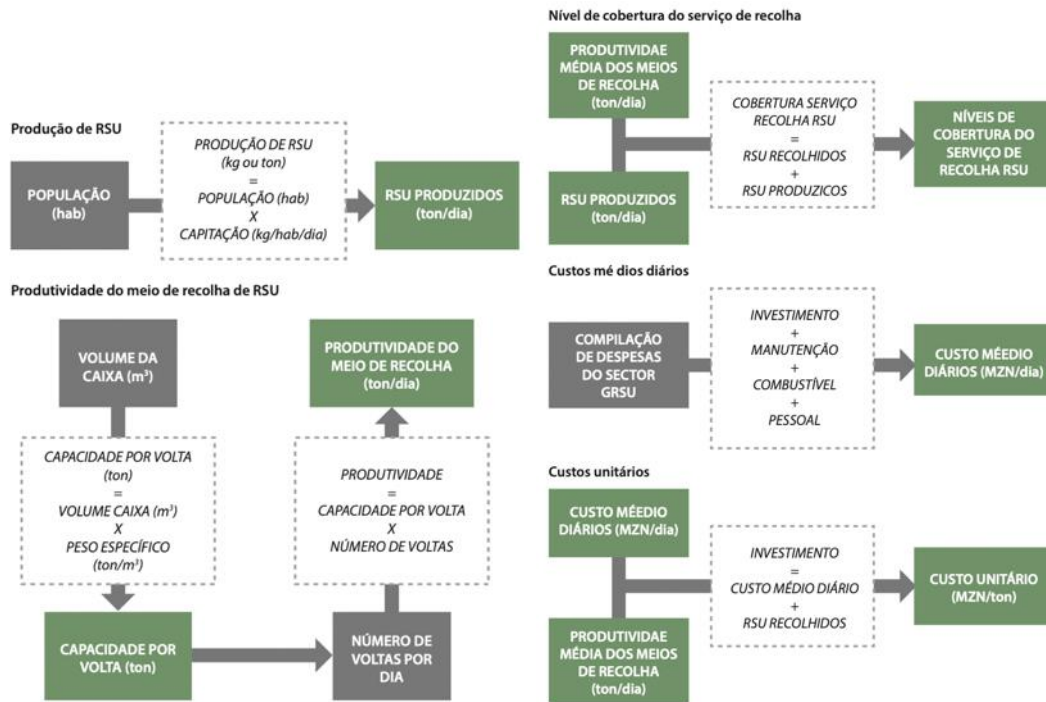 Produção de RSU
POPULAÇÃO
(hab)
PRODUÇÃO DE RSU
(kg ou ton)
=
POPULAÇÃO (hab)
X
CAPITAÇÃO (kg/hab/dia)
RSU PRODUZIDOS
(ton/dia)
Produtividade do meio de recolha de RSU
VOLUME DA
CAIXA (m³)
CAPACIDADE POR VOLTA
(ton)
=
VOLUME CAIXA (m³)
X
PESO ESPECÍFICO
(ton/m³)
CAPACIDADE POR
VOLTA (ton)
NÚMERO DE
VOLTAS POR
DIA
PRODUTIVIDADE
=
CAPACIDADE POR VOLTA
X
NÚMERO DE VOLTAS
PRODUTIVIDADE DO
MEIO DE RECOLHA
(ton/dia)
Nível de cobertura do serviço de recolha
PRODUTIVIDAE
MÉDIA DOS MEIOS
DE RECOLHA
(ton/dia)
RSU PRODUZIDOS
(ton/dia)
COBERTURA SERVIÇO
RECOLHA RSU
=
RSU RECOLHIDOS
+
RSU PRODUZICOS
NÍVEIS DE
COBERTURA DO
SERVIÇO DE
RECOLHA RSU
Custos mé dios diários
COMPILAÇÃO
DE DESPESAS
DO SECTOR
GRSU
INVESTIMENTO
+
MANUTENÇÃO
+
COMBUSTÍVEL
+
PESSOAL
CUSTO MÉEDIO
DIÁRIOS (MZN/dia)
Custos unitários
CUSTO MÉEDIO
DIÁRIOS (MZN/dia)
PRODUTIVIDAE
MÉDIA DOS MEIOS
DE RECOLHA
(ton/dia)
INVESTIMENTO
=
CUSTO MÉDIO DIÁRIO
+
RSU RECOLHIDOS
CUSTO UNITÁRIO
(MZN/ton)